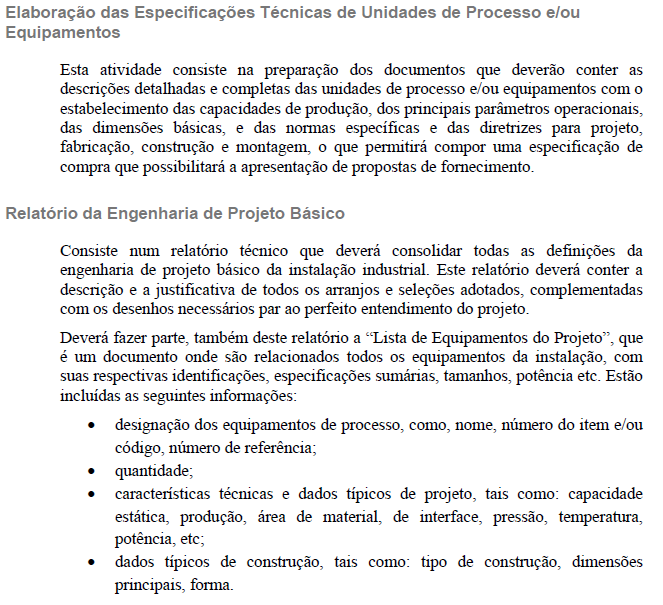 Elaboração das Especificações Técnicas de Unidades de Processo e/ou
Equipamentos
Esta atividade consiste na preparação dos documentos que deverão conter as
descrições detalhadas e completas das unidades de processo e/ou equipamentos com o
estabelecimento das capacidades de produção, dos principais parâmetros operacionais,
das dimensões básicas, e das normas específicas e das diretrizes para projeto,
fabricação, construção e montagem, o que permitirá compor uma especificação de
compra que possibilitará a apresentação de propostas de fornecimento.
Relatório da Engenharia de Projeto Básico
Consiste num relatório técnico que deverá consolidar todas as definições da
engenharia de projeto básico da instalação industrial. Este relatório deverá conter a
descrição e a justificativa de todos os arranjos e seleções adotados, complementadas
com os desenhos necessários par ao perfeito entendimento do projeto.
Deverá fazer parte, também deste relatório a “Lista de Equipamentos do Projeto”, que
é um documento onde são relacionados todos os equipamentos da instalação, com
suas respectivas identificações, especificações sumárias, tamanhos, potência etc. Estão
incluídas as seguintes informações:
• designação dos equipamentos de processo, como, nome, número do item e/ou
código, número de referência;
• quantidade;
• características técnicas e dados típicos de projeto, tais como: capacidade
estática, produção, área de material, de interface, pressão, temperatura,
potência, etc;
• dados típicos de construção, tais como: tipo de construção, dimensões
principais, forma.